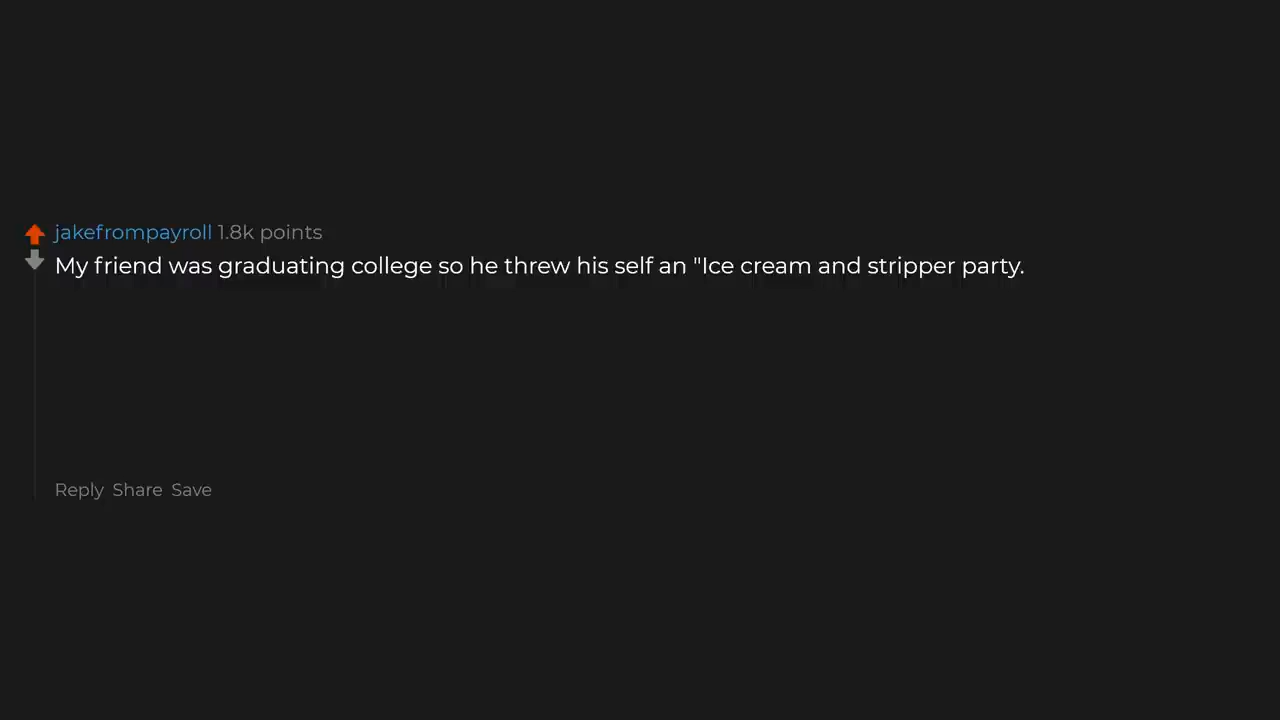 jakefrompayroll 1.8k points
My friend was graduating college so he threw his self an "Ice cream and stripper party.
Reply Share Save